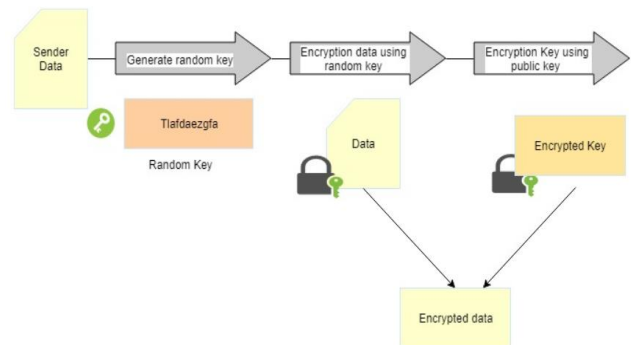 Sender
Data
Generate random key
Encryption data using
random key
Encryption Key using
public key
Tlafdaezgfa
Random Key
Data
Encrypted Key
Encrypted data